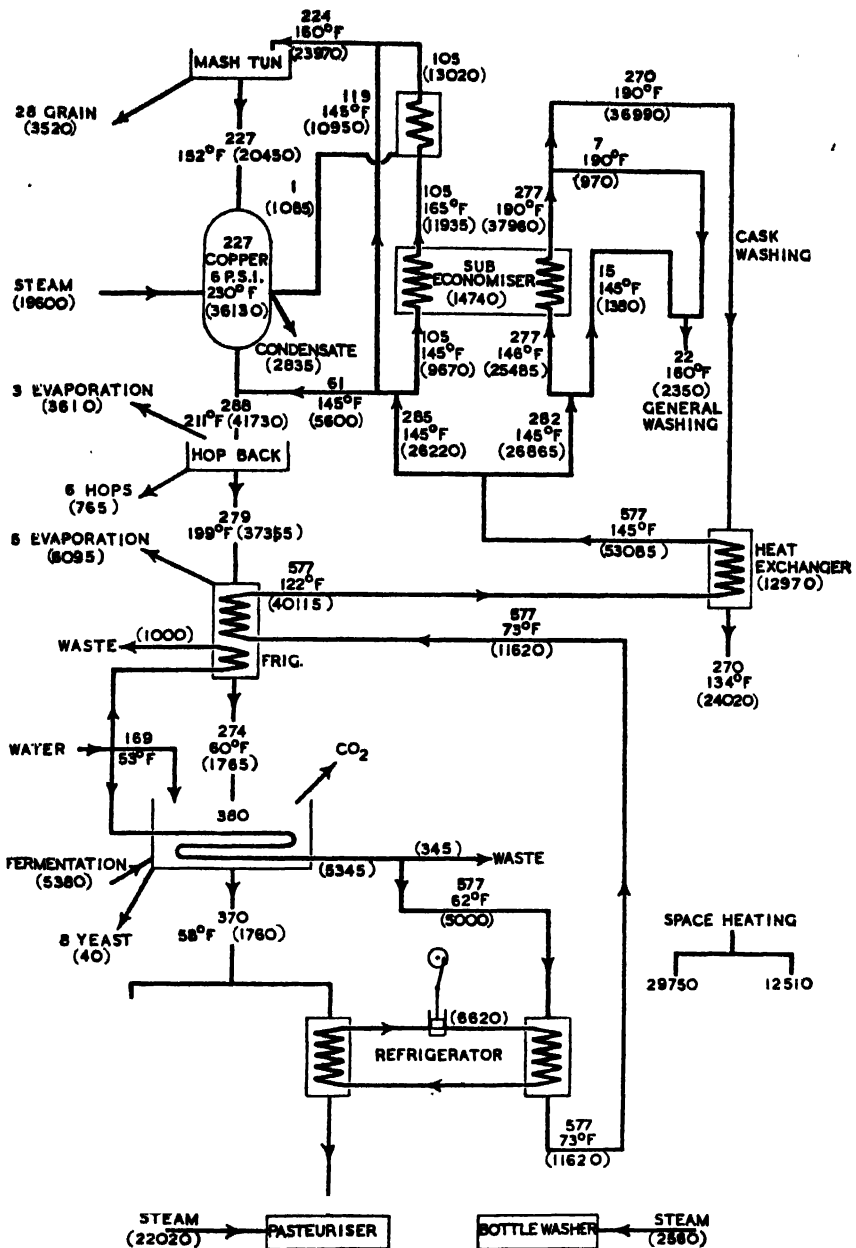 224
160°F
(23970)
MASH TUN
105
(13020)
270
190°F
(36990)
28 GRAIN
(3520)
119
145°F
(10950)
227
152°F (20450)
7
190°F
(970)
1
(1085)
105
165°F
(11935)
277
190°F
(37960)
CASK
WASHING
227
COPPER
6 P.S.I.
230°F
(36130)
SUB
ECONOMISER
(14740)
15
145°F
(1380)
STEAM
(19600)
CONDENSATE
(2835)
105
145°F
(9670)
277
146°F
(25485)
22
160°F
(2350)
GENERAL
WASHING
3 EVAPORATION
(3610)
61
145°F
(5600)
288
211°F (41730)
285
145°F
(26220)
282
145°F
(26865)
HOP BACK
6 HOPS
(765)
279
199°F (37355)
577
145°F
(53085)
HEAT
EXCHANGER
(12970)
5 EVAPORATION
(6095)
577
122°F
(40115)
577
73°F
(11620)
WASTE (1000)
FRIG.
270
134°F
(24020)
274
60°F
(1765)
WATER
169
53°F
CO2
380
FERMENTATION
(5380)
(345) WASTE
(5345)
577
62°F
(5000)
8 YEAST
(40)
370
58°F (1760)
SPACE HEATING
29750
12510
(6620)
REFRIGERATOR
577
73°F
(11620)
STEAM
(22020)
PASTEURISER
BOTTLE WASHER
STEAM
(2560)